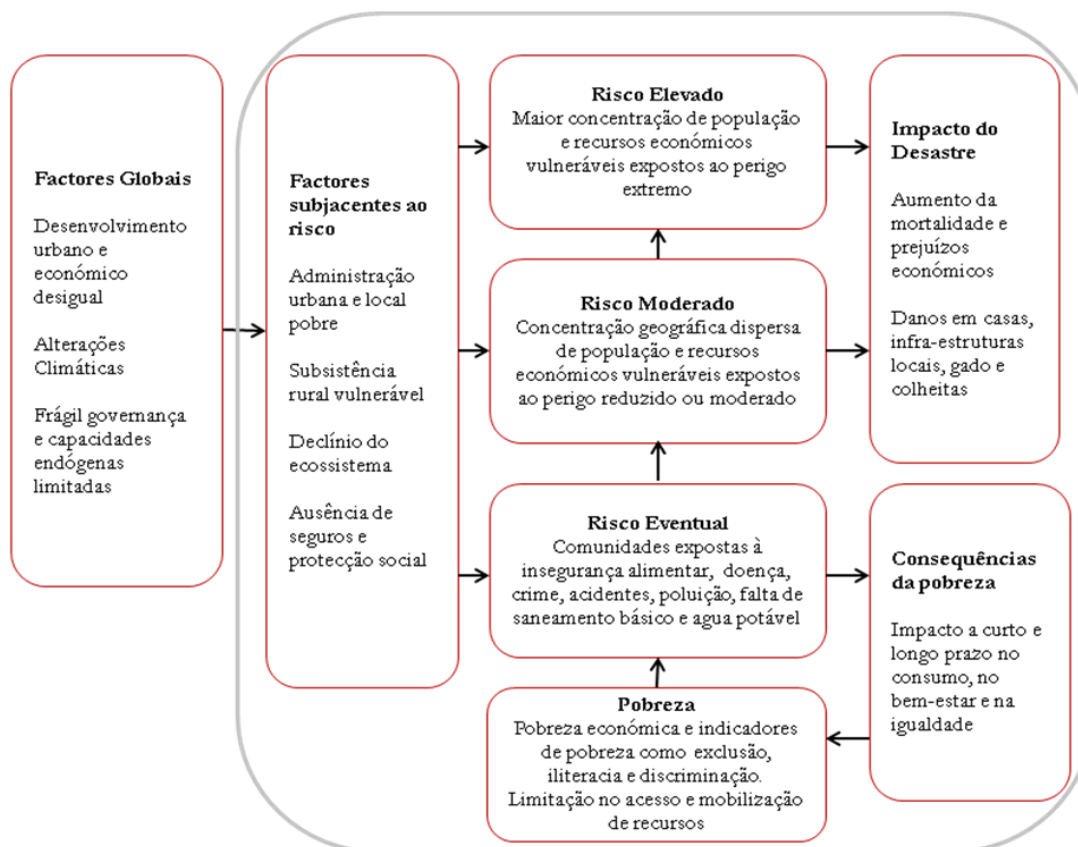 Factores Globais
Desenvolvimento
urbano e
económico
desigual
Alterações
Climáticas
Frágil governança
e capacidades
endógenas
limitadas
Factores
subjacentes ao
risco
Administração
urbana e local
pobre
Subsistência
rural vulnerável
Declínio do
ecossistema
Ausência de
seguros e
protecção social
Risco Elevado
Maior concentração de população
e recursos económicos
vulneráveis expostos ao perigo
extremo
Risco Moderado
Concentração geográfica dispersa
de população e recursos
económicos vulneráveis expostos
ao perigo reduzido ou moderado
Risco Eventual
Comunidades expostas à
insegurança alimentar, doença,
crime, acidentes, poluição, falta de
saneamento básico e agua potável
Pobreza
Pobreza económica e indicadores
de pobreza como exclusão,
iliteracia e discriminação.
Limitação no acesso e mobilização
de recursos
Impacto do
Desastre
Aumento da
mortalidade e
prejuízos
económicos
Danos em casas,
infra-estruturas
locais, gado e
colheitas
Consequências
da pobreza
Impacto a curto e
longo prazo no
consumo, no
bem-estar e na
igualdade